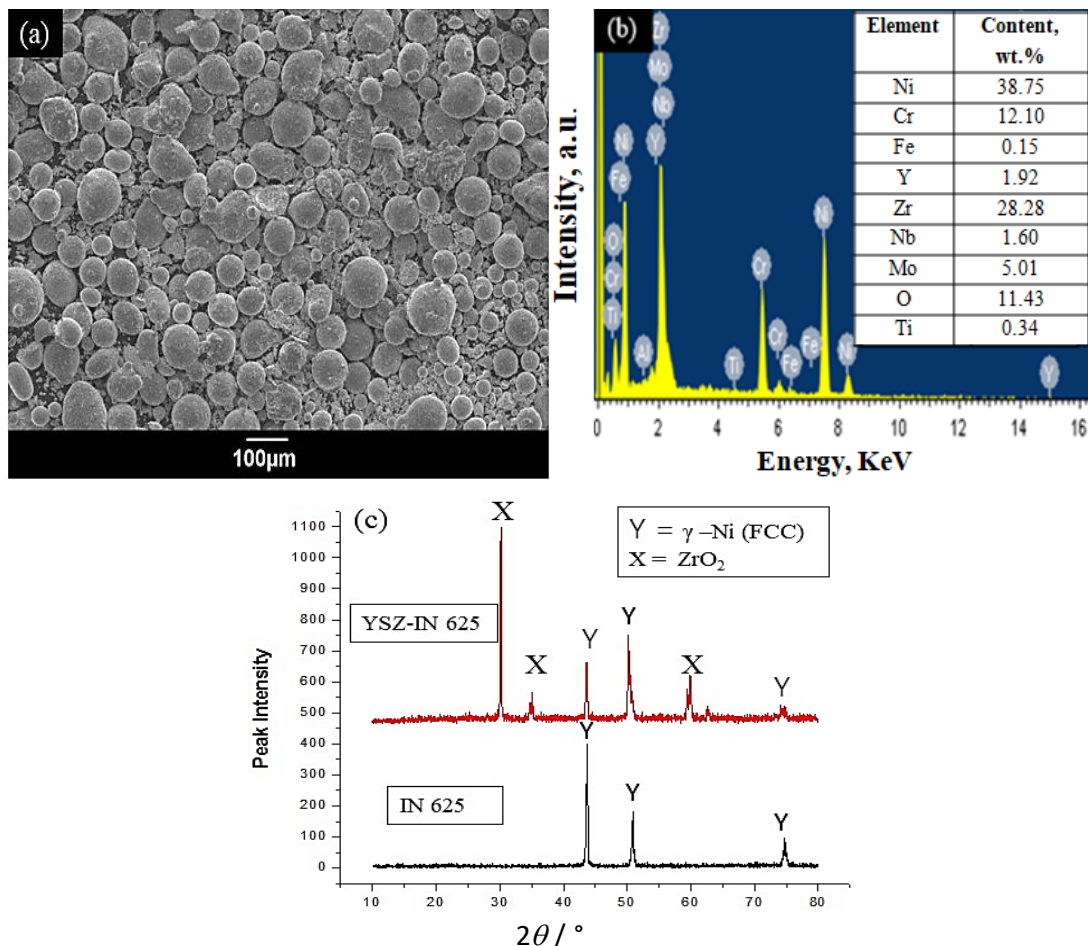 (a)
100µm
(b)
Intensity, a.u.
Zr
Mo
Nb
Ni
Y
Fe
O
Cr
Ti
Al
Ti
Cr
Cr
Fe
Fe
Ni
Ni
Y
0 2 4 6 8 10 12 14 16
Energy, KeV
Element Content, wt.%
Ni 38.75
Cr 12.10
Fe 0.15
Y 1.92
Zr 28.28
Nb 1.60
Mo 5.01
O 11.43
Ti 0.34
(c)
X
Y = γ –Ni (FCC)
X = ZrO₂
YSZ-IN 625
X
Y
Y
X
Y
IN 625
Y
Y
Y
Peak Intensity
1100
1000
900
800
700
600
500
400
300
200
100
0
10 20 30 40 50 60 70 80
2θ / °